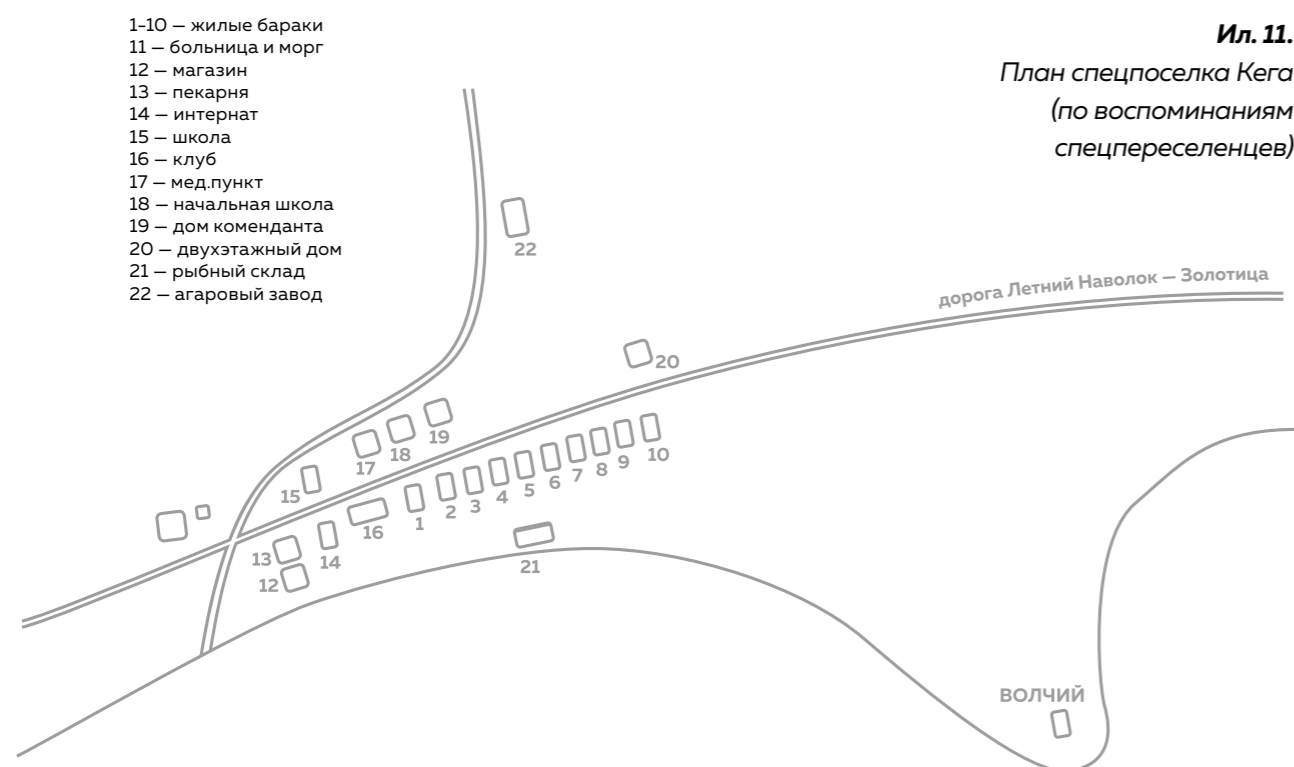 1-10 — жилые бараки
11 — больница и морг
12 — магазин
13 — пекарня
14 — интернат
15 — школа
16 — клуб
17 — мед.пункт
18 — начальная школа
19 — дом коменданта
20 — двухэтажный дом
21 — рыбный склад
22 — агаровый завод
Ил. 11.
План спецпоселка Кега
(по воспоминаниям
спецпереселенцев)
22
дорога Летний Наволок — Золотица
20
19
18
17
15
10
9
8
7
6
5
4
3
2
1
16
14
13
12
21
ВОЛЧИЙ